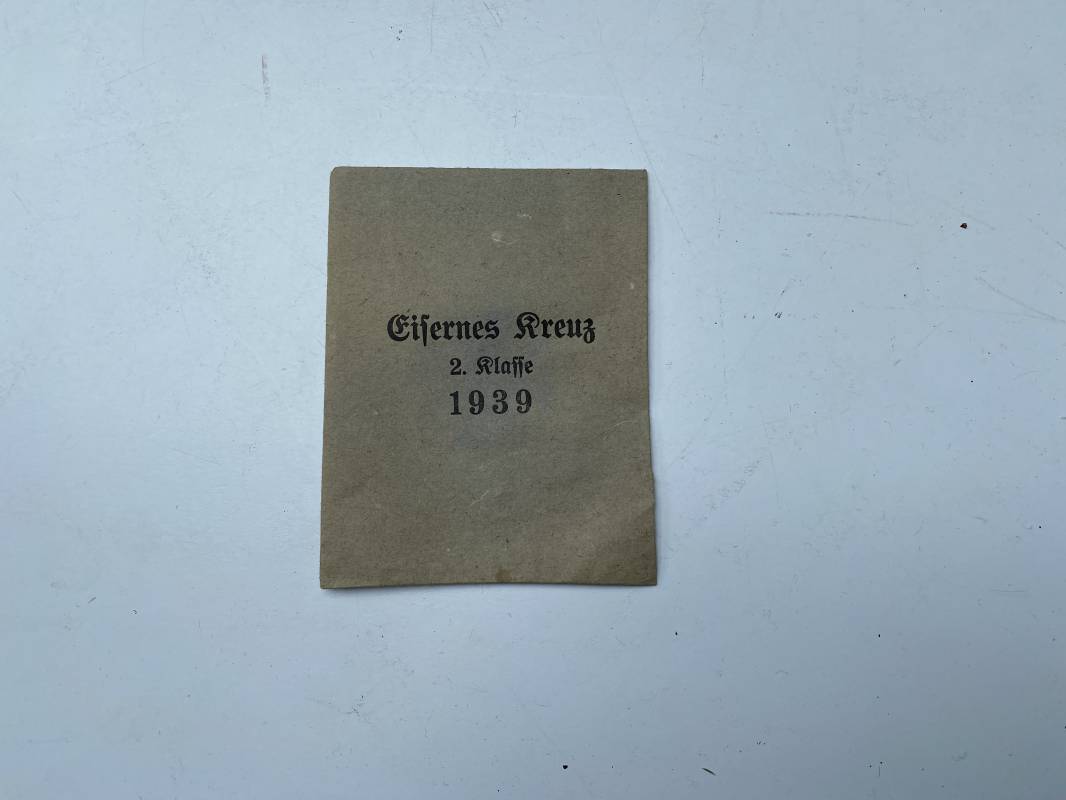 Eiſernes Kreuz
2. Klaſſe
1939